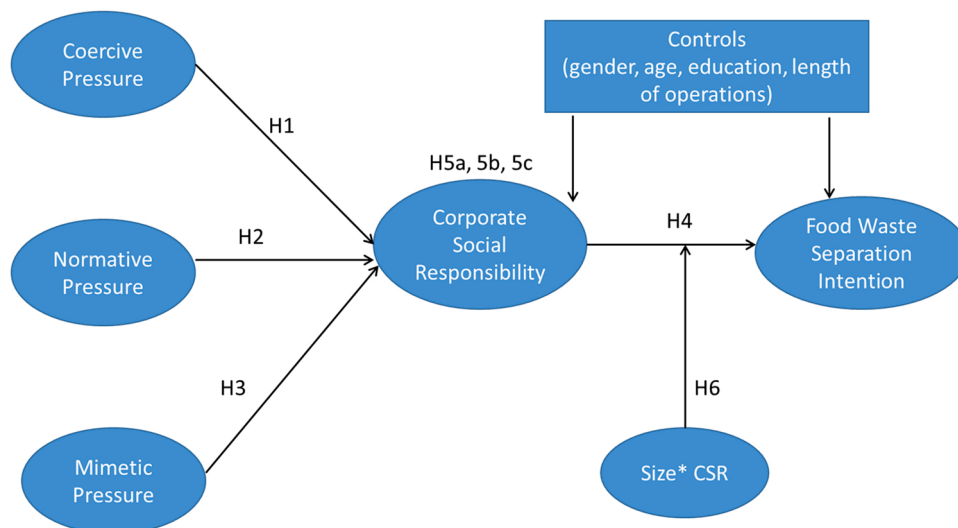 Coercive
Pressure
Controls
(gender, age, education, length
of operations)
H1
H5a, 5b, 5c
Normative
Pressure
H2
Corporate
Social
Responsibility
H4
Food Waste
Separation
Intention
H3
H6
Mimetic
Pressure
Size* CSR